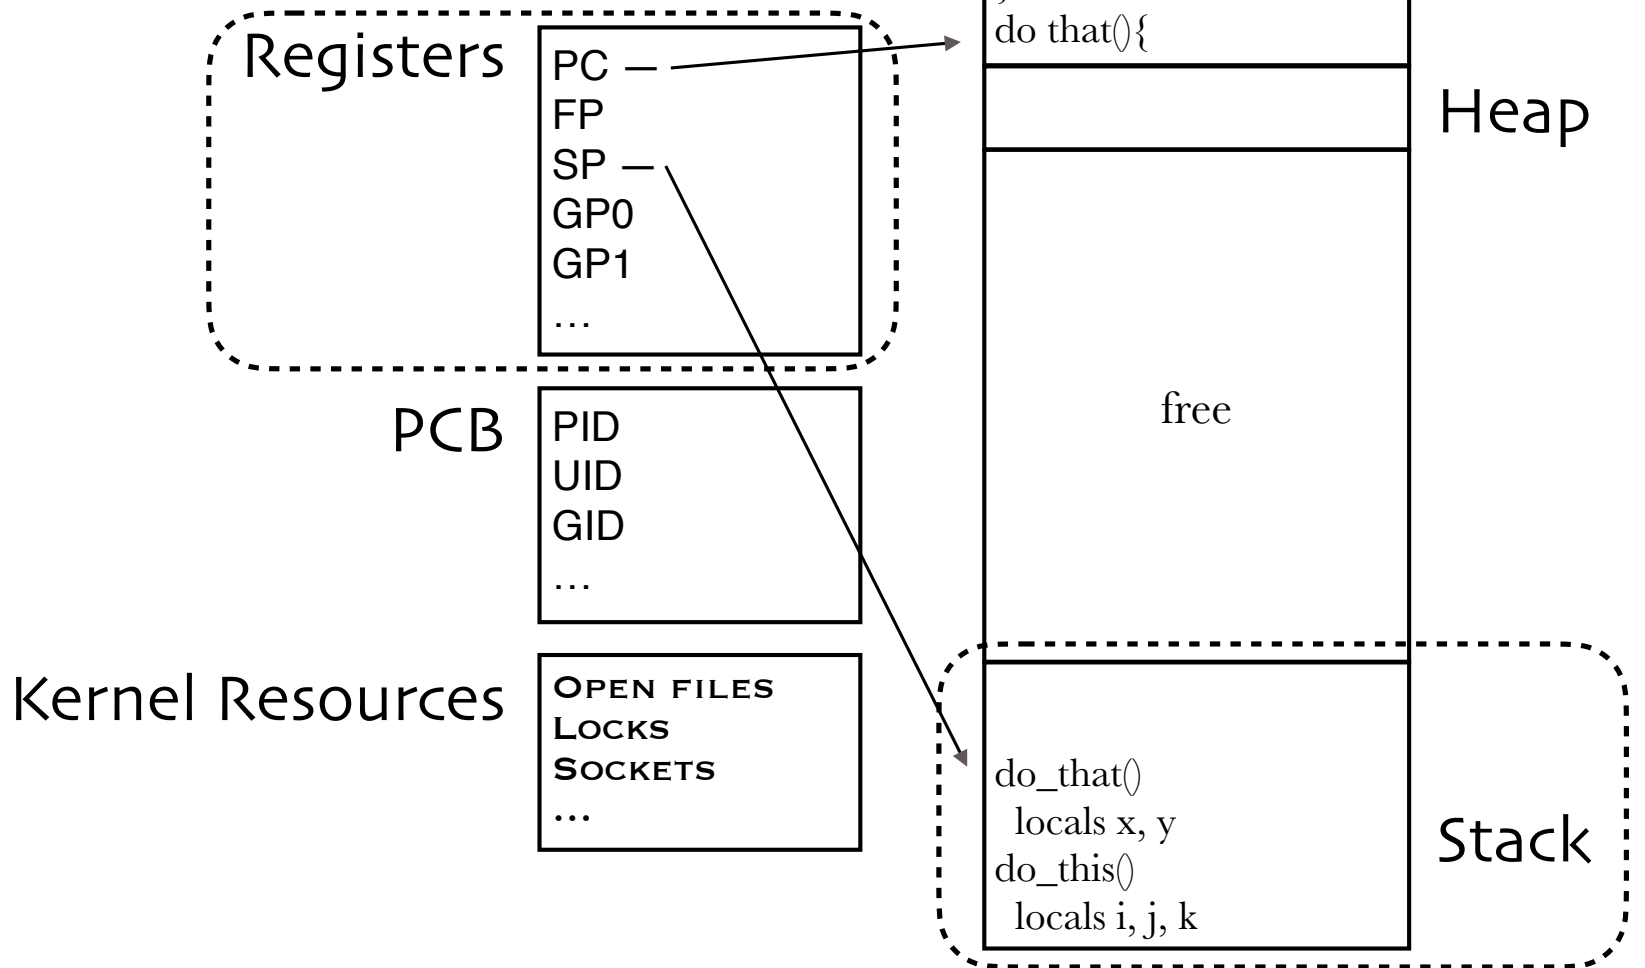 Registers
PC
FP
SP
GP0
GP1
...
PCB
PID
UID
GID
...
Kernel Resources
OPEN FILES
LOCKS
SOCKETS
...
do that(){
Heap
free
do_that()
locals x, y
do_this()
locals i, j, k
Stack